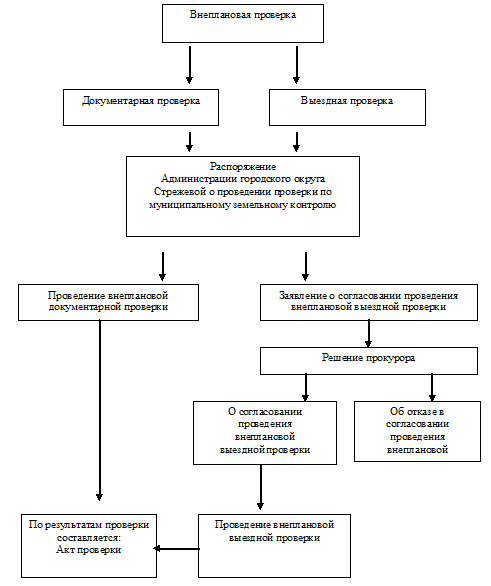 Внеплановая проверка
Документарная проверка
Выездная проверка
Распоряжение
Администрации городского округа
Стрежевой о проведении проверки по
муниципальному земельному контролю
Проведение внеплановой
документарной проверки
Заявление о согласовании проведения
внеплановой выездной проверки
Решение прокурора
О согласовании
проведения
внеплановой
выездной проверки
Об отказе в
согласовании
проведения
внеплановой
По результатам проверки
составляется:
Акт проверки
Проведение внеплановой
выездной проверки